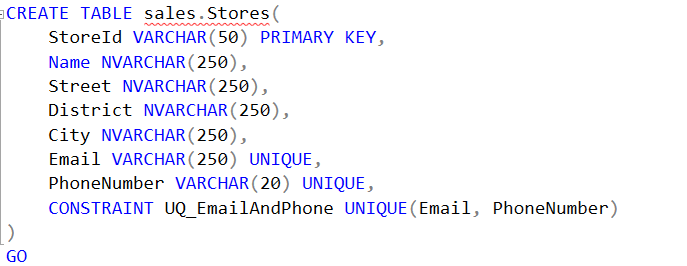 CREATE TABLE sales.Stores(
StoreId VARCHAR(50) PRIMARY KEY,
Name NVARCHAR(250),
Street NVARCHAR(250),
District NVARCHAR(250),
City NVARCHAR(250),
Email VARCHAR(250) UNIQUE,
PhoneNumber VARCHAR(20) UNIQUE,
CONSTRAINT UQ_EmailAndPhone UNIQUE(Email, PhoneNumber)
)
GO